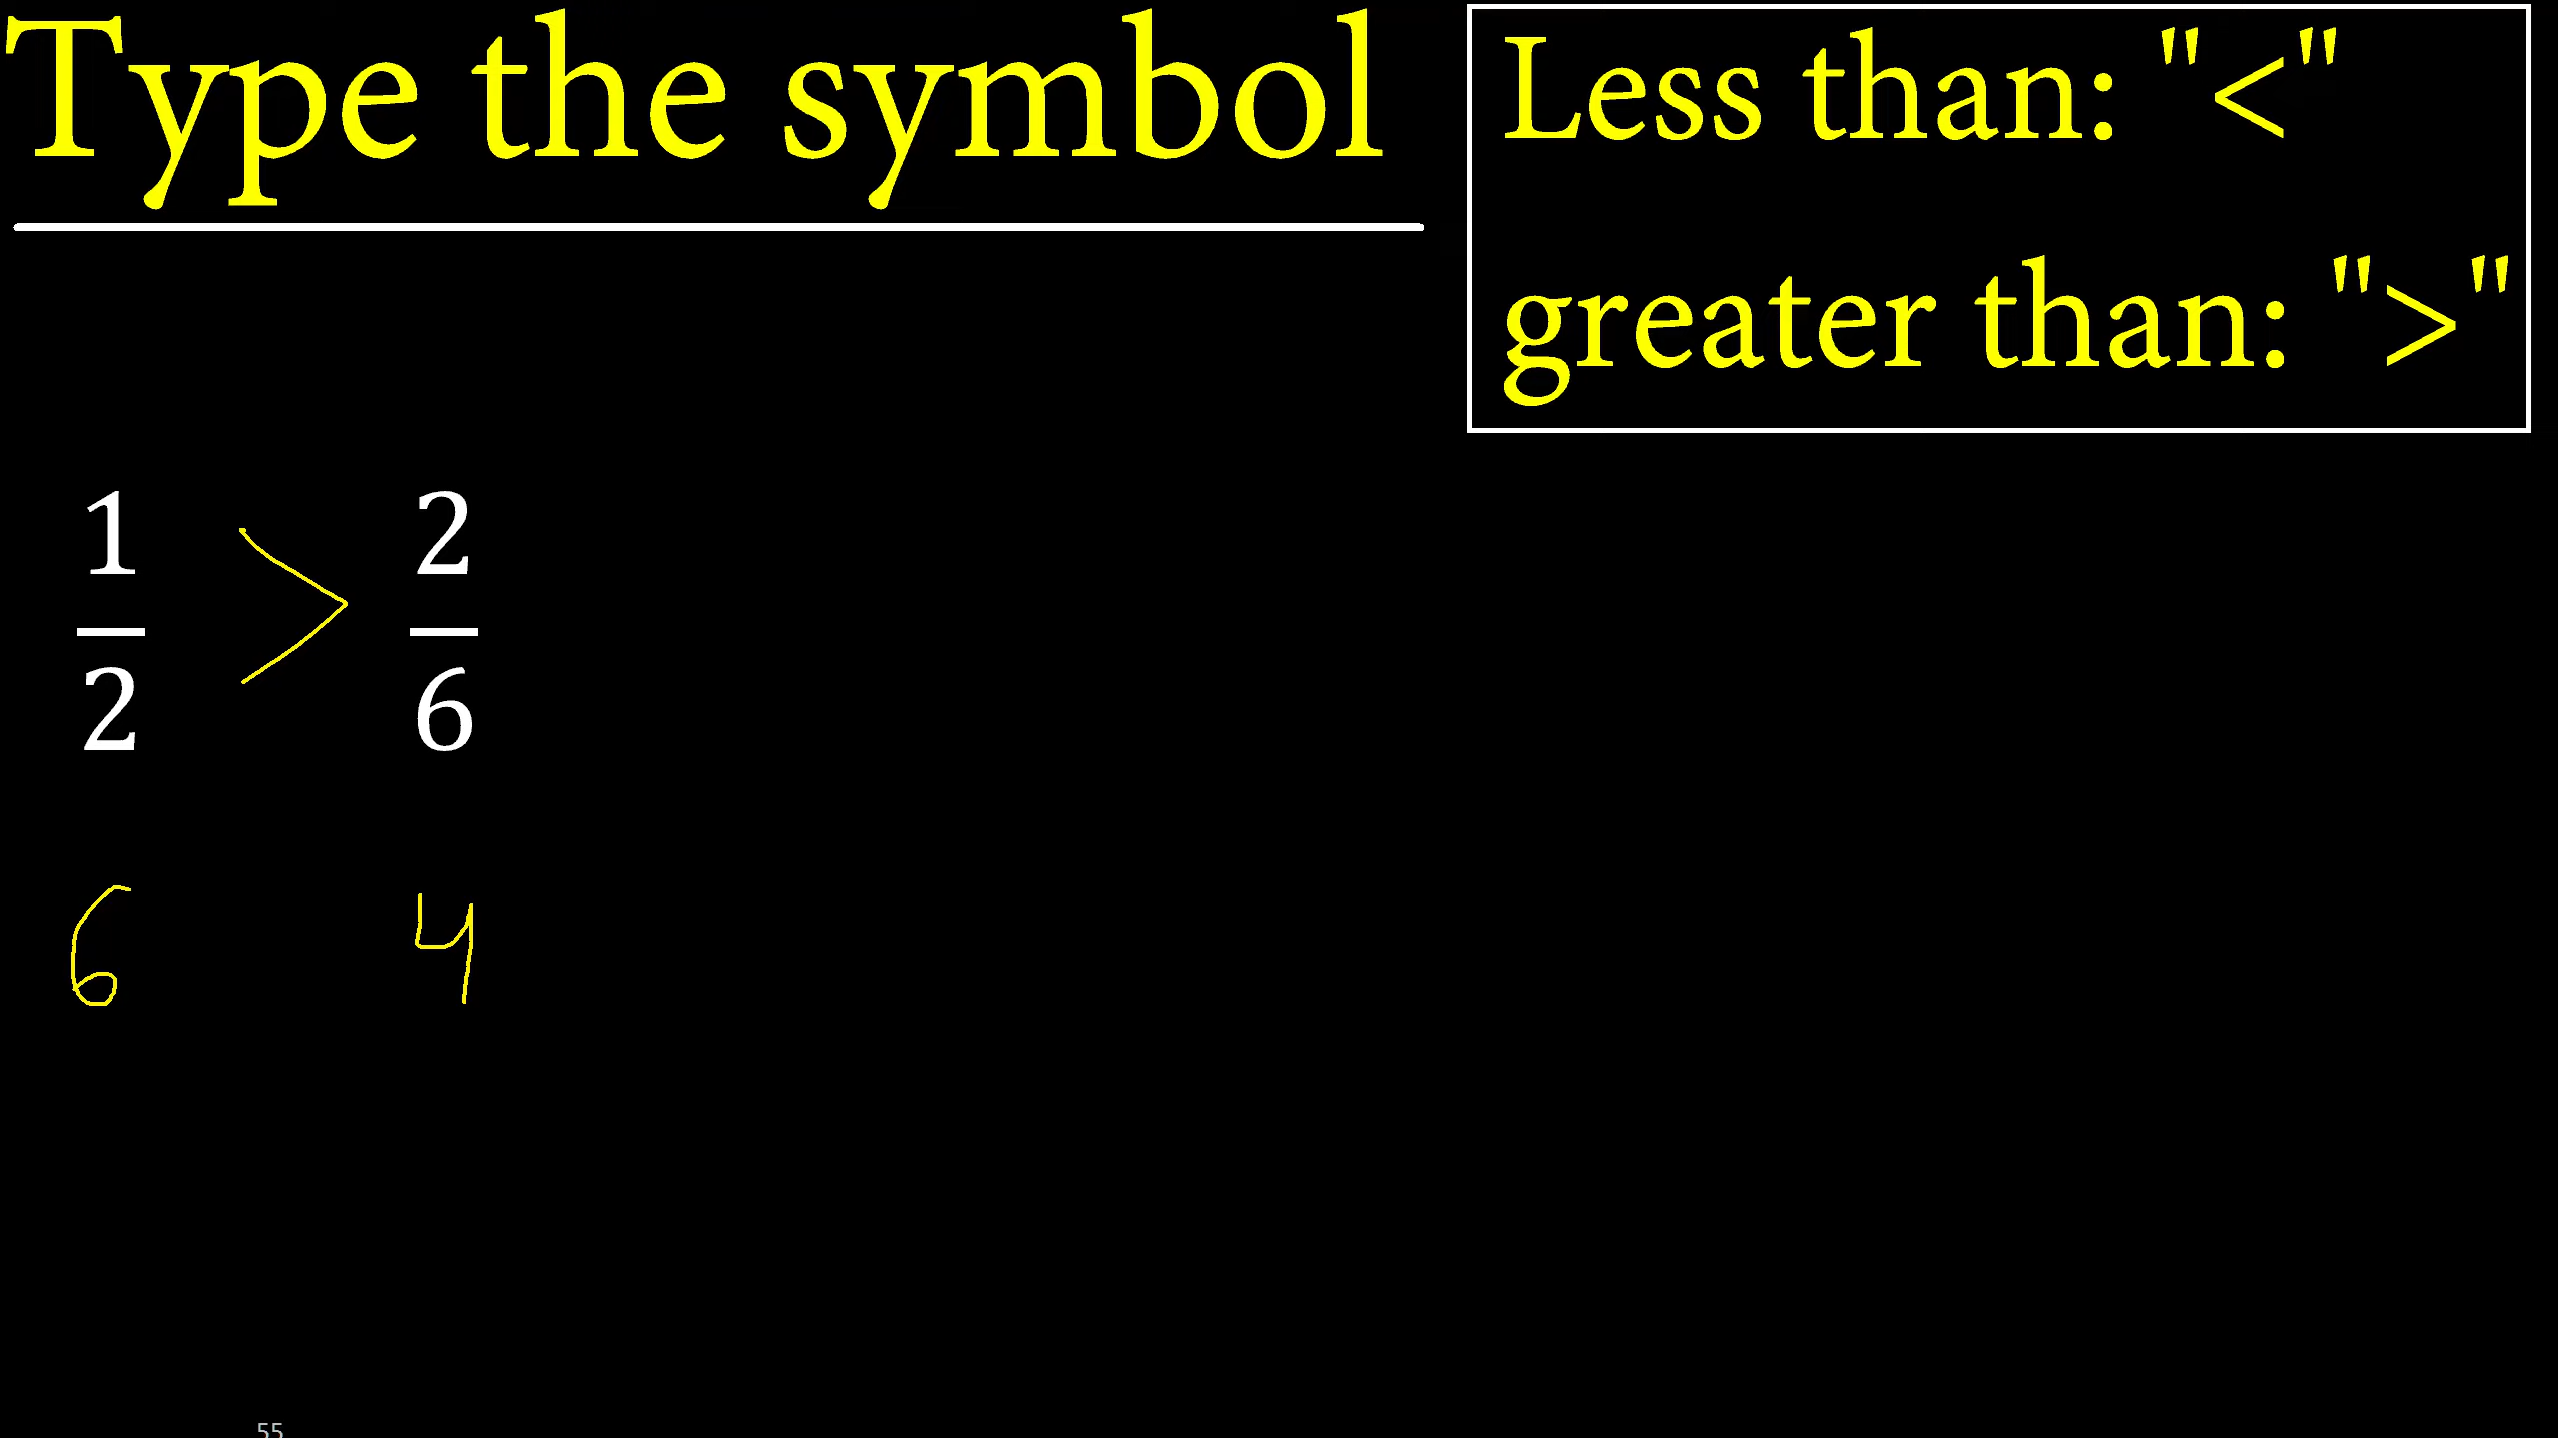 Type the symbol
Less than: "<"
greater than: ">"
1 > 2
2 6
6 4
55